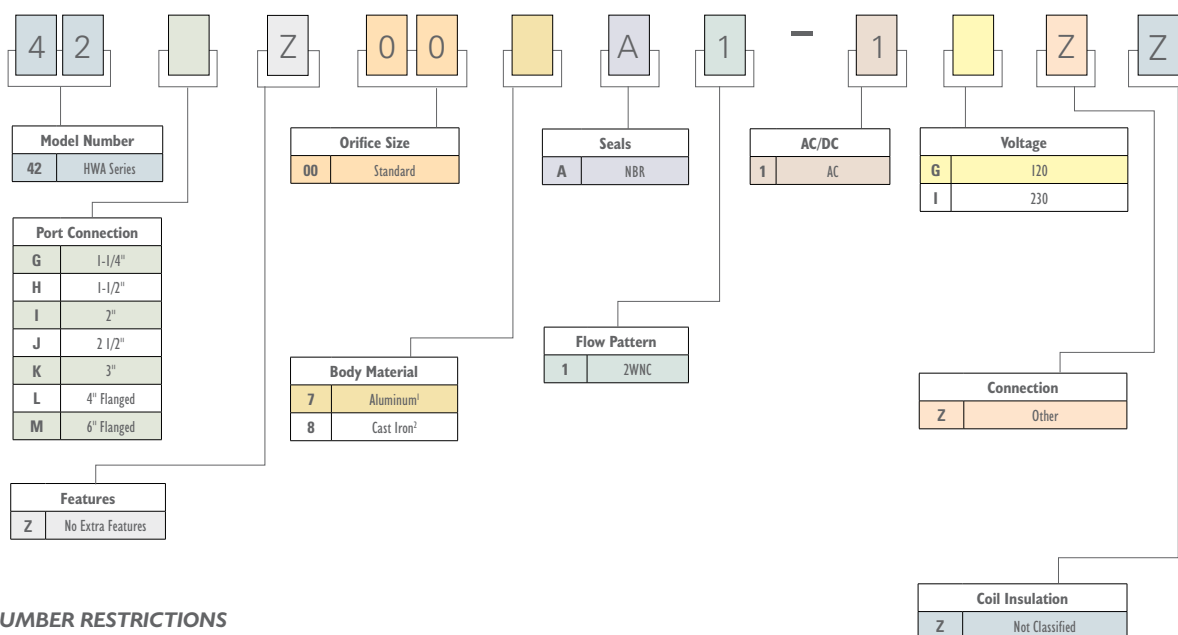 4 2 Z 0 0 A 1 - 1 Z Z
Model Number
42 HWA Series
Orifice Size
00 Standard
Seals
A NBR
AC/DC
1 AC
Voltage
G 120
I 230
Port Connection
G 1-1/4"
H 1-1/2"
I 2"
J 2 1/2"
K 3"
L 4" Flanged
M 6" Flanged
Flow Pattern
1 2WNC
Body Material
7 Aluminum¹
8 Cast Iron²
Connection
Z Other
Features
Z No Extra Features
Coil Insulation
Z Not Classified
UMBER RESTRICTIONS